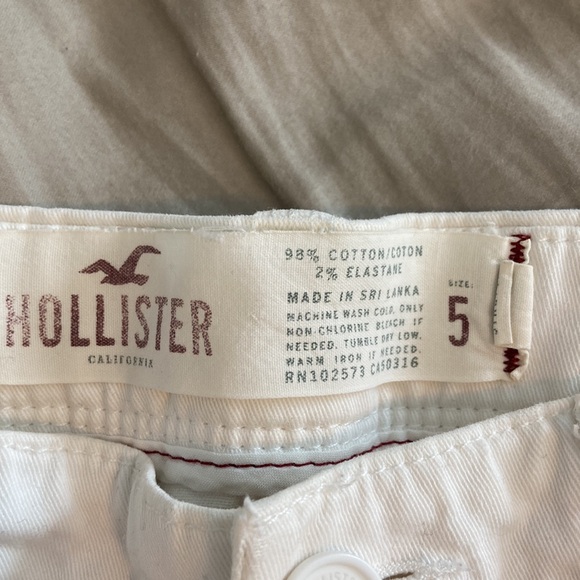 HOLLISTER
CALIFORNIA
98% COTTON/COTON
2% ELASTANE
MADE IN SRI LANKA
MACHINE WASH COLD. ONLY
NON-CHLORINE BLEACH IF
NEEDED. TUMBLE DRY LOW.
WARM IRON IF NEEDED.
RN102573 CA50316
SIZE:
5